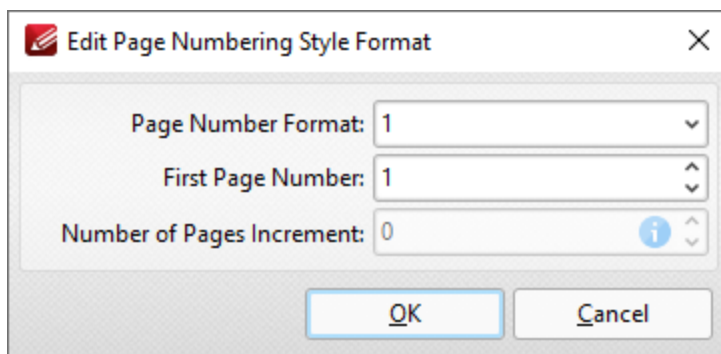 Edit Page Numbering Style Format
Page Number Format: 1
First Page Number: 1
Number of Pages Increment: 0
OK Cancel